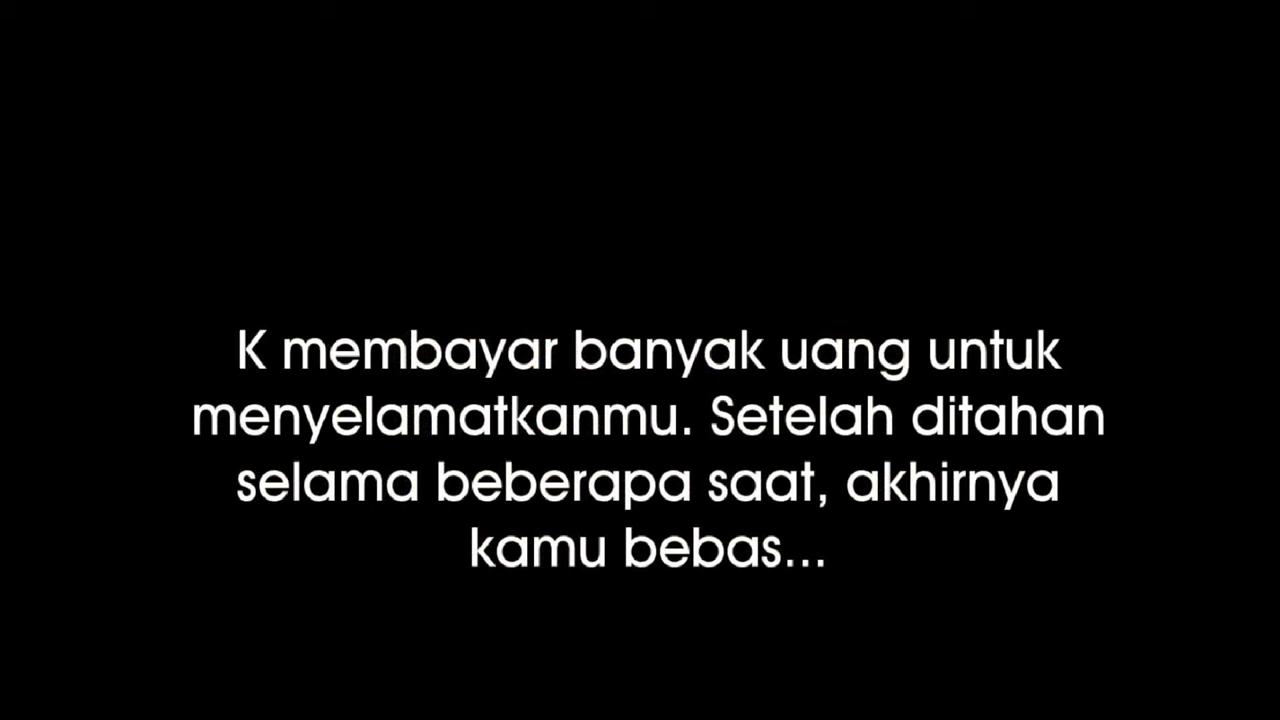 K membayar banyak uang untuk
menyelamatkanmu. Setelah ditahan
selama beberapa saat, akhirnya
kamu bebas...